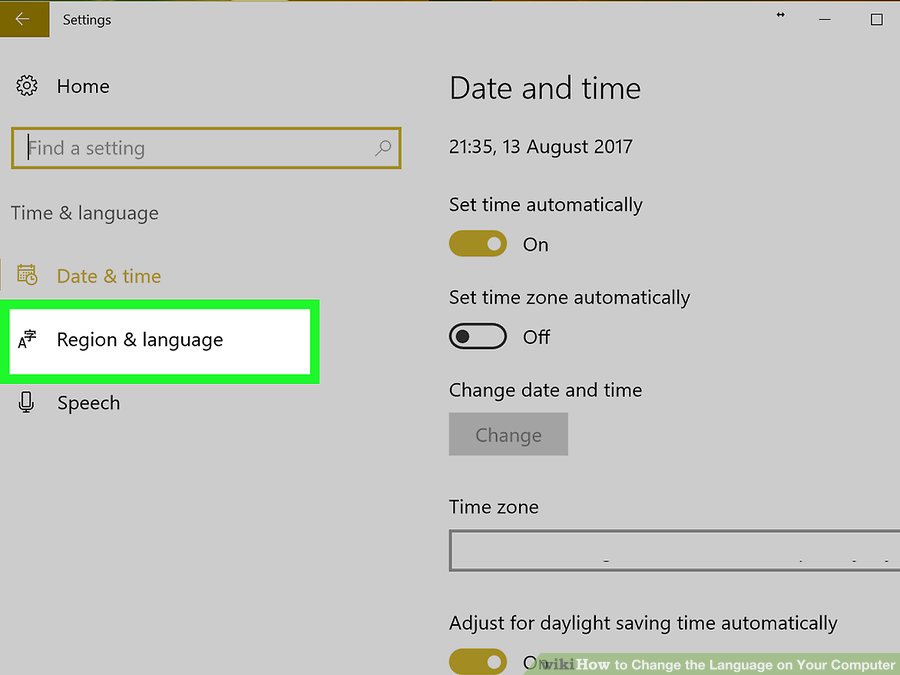 Settings
Home
Find a setting
Time & language
Date & time
Region & language
Speech
Date and time
21:35, 13 August 2017
Set time automatically
On
Set time zone automatically
Off
Change date and time
Change
Time zone
Adjust for daylight saving time automatically
On
wikiHow to Change the Language on Your Computer